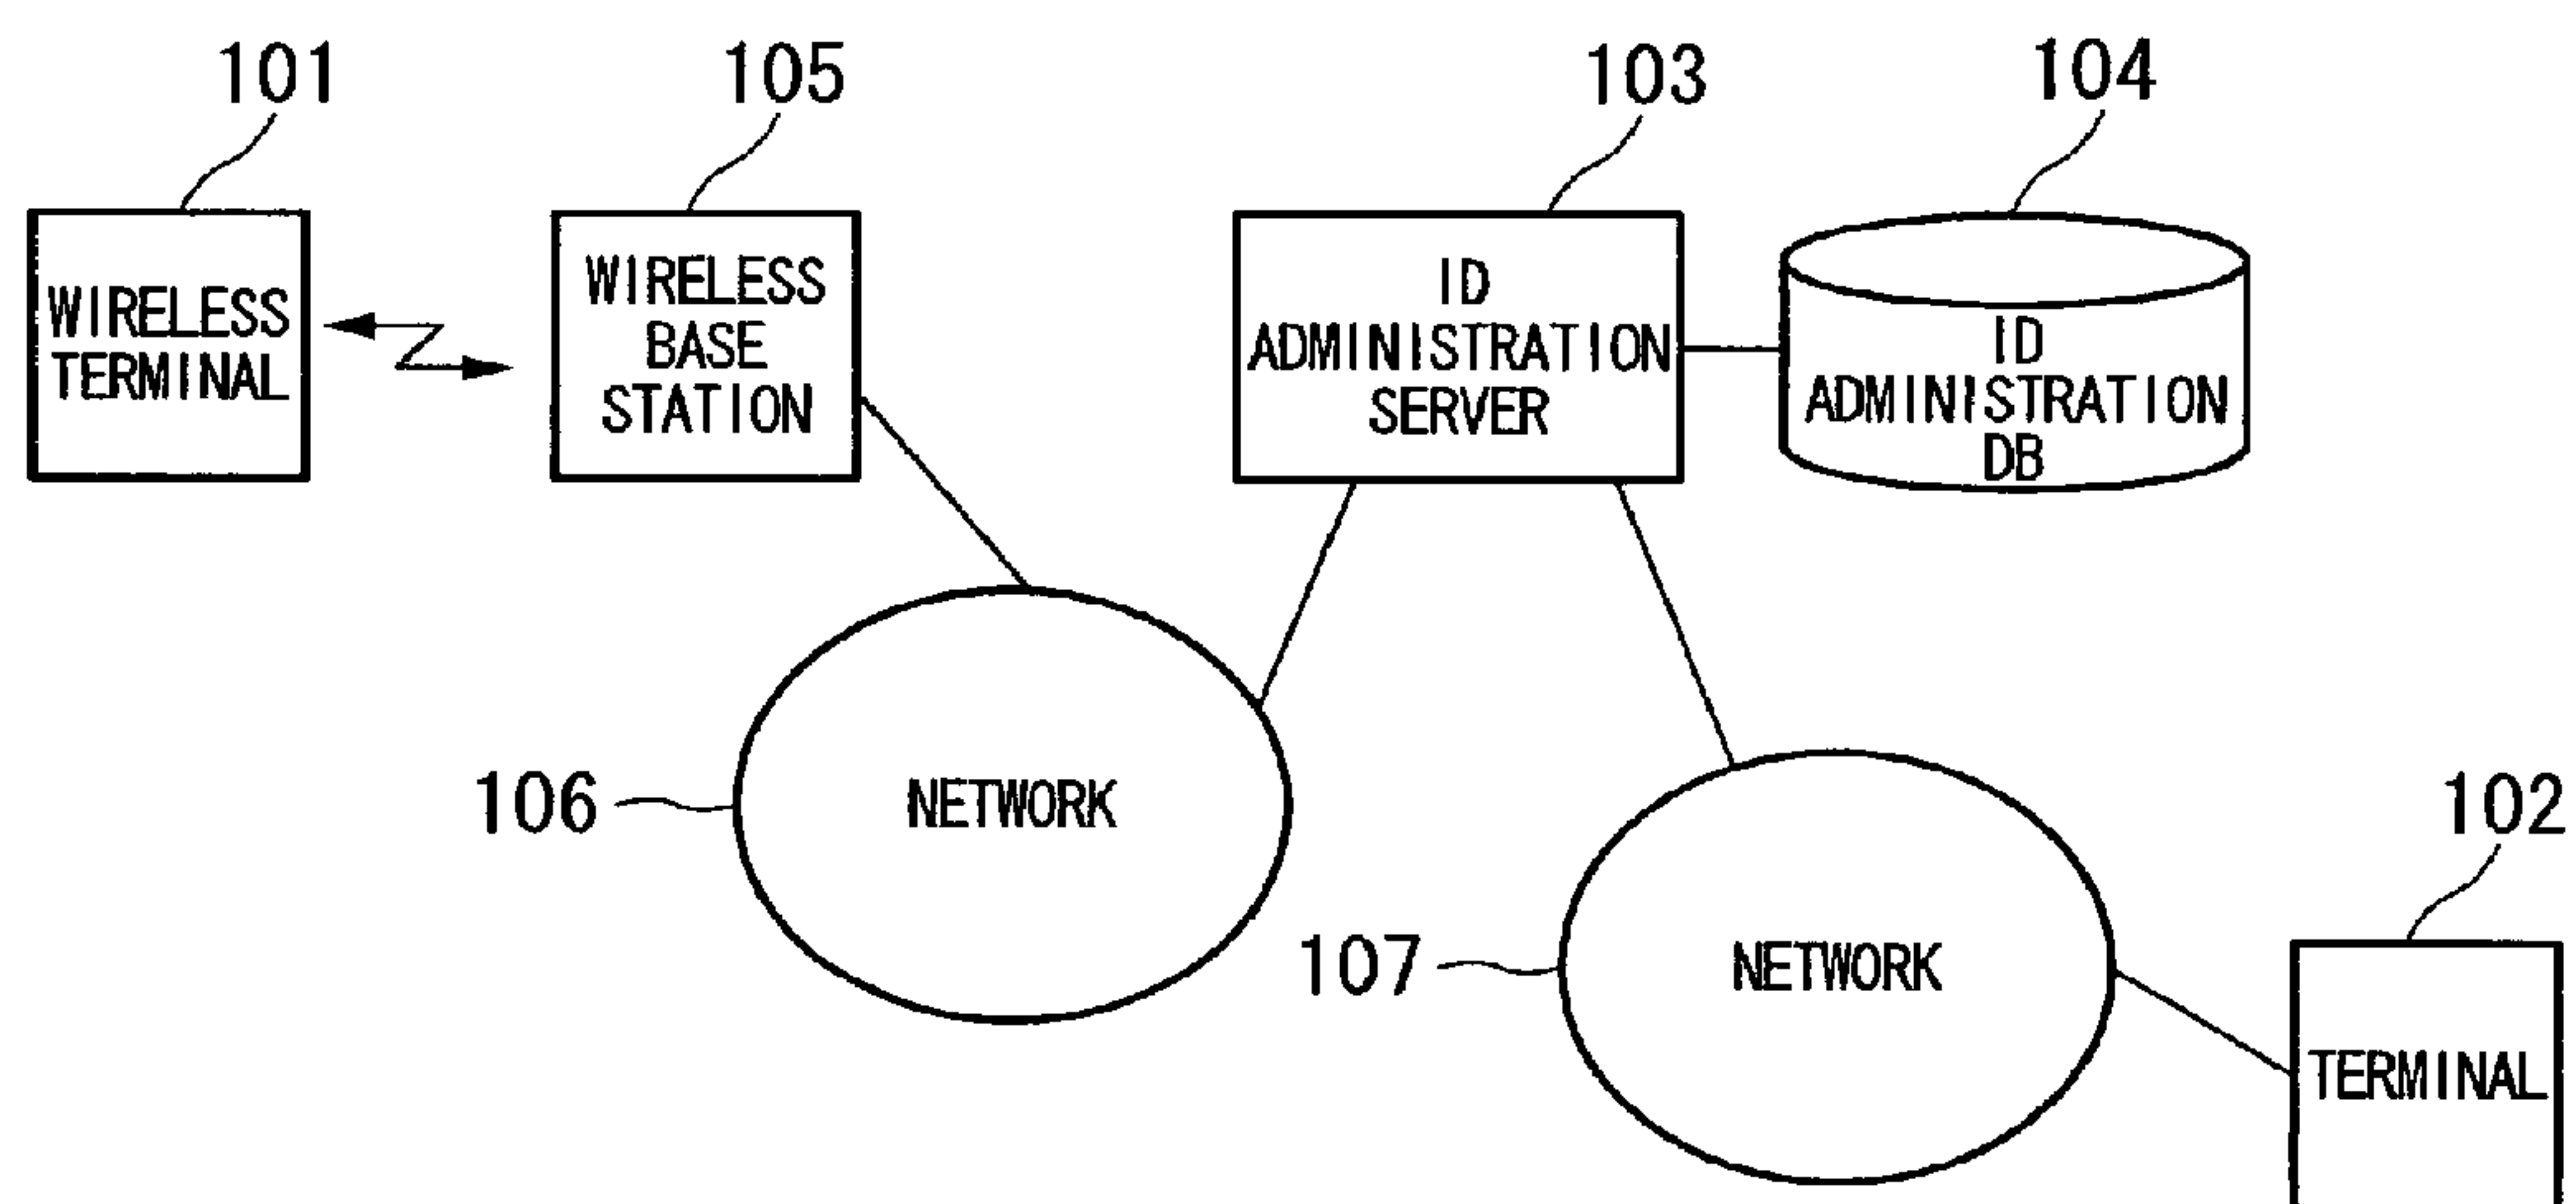 101
105
103
104
WIRELESS
TERMINAL
WIRELESS
BASE
STATION
ID
ADMINISTRATION
SERVER
ID
ADMINISTRATION
DB
106
NETWORK
107
NETWORK
102
TERMINAL